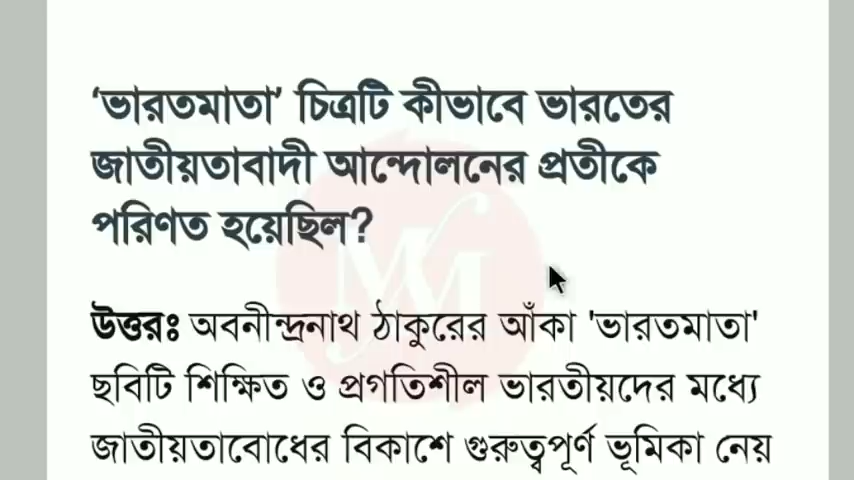 ‘ভারতমাতা’ চিত্রটি কীভাবে ভারতের
জাতীয়তাবাদী আন্দোলনের প্রতীকে
পরিণত হয়েছিল?
উত্তরঃ অবনীন্দ্রনাথ ঠাকুরের আঁকা 'ভারতমাতা'
ছবিটি শিক্ষিত ও প্রগতিশীল ভারতীয়দের মধ্যে
জাতীয়তাবোধের বিকাশে গুরুত্বপূর্ণ ভূমিকা নেয়